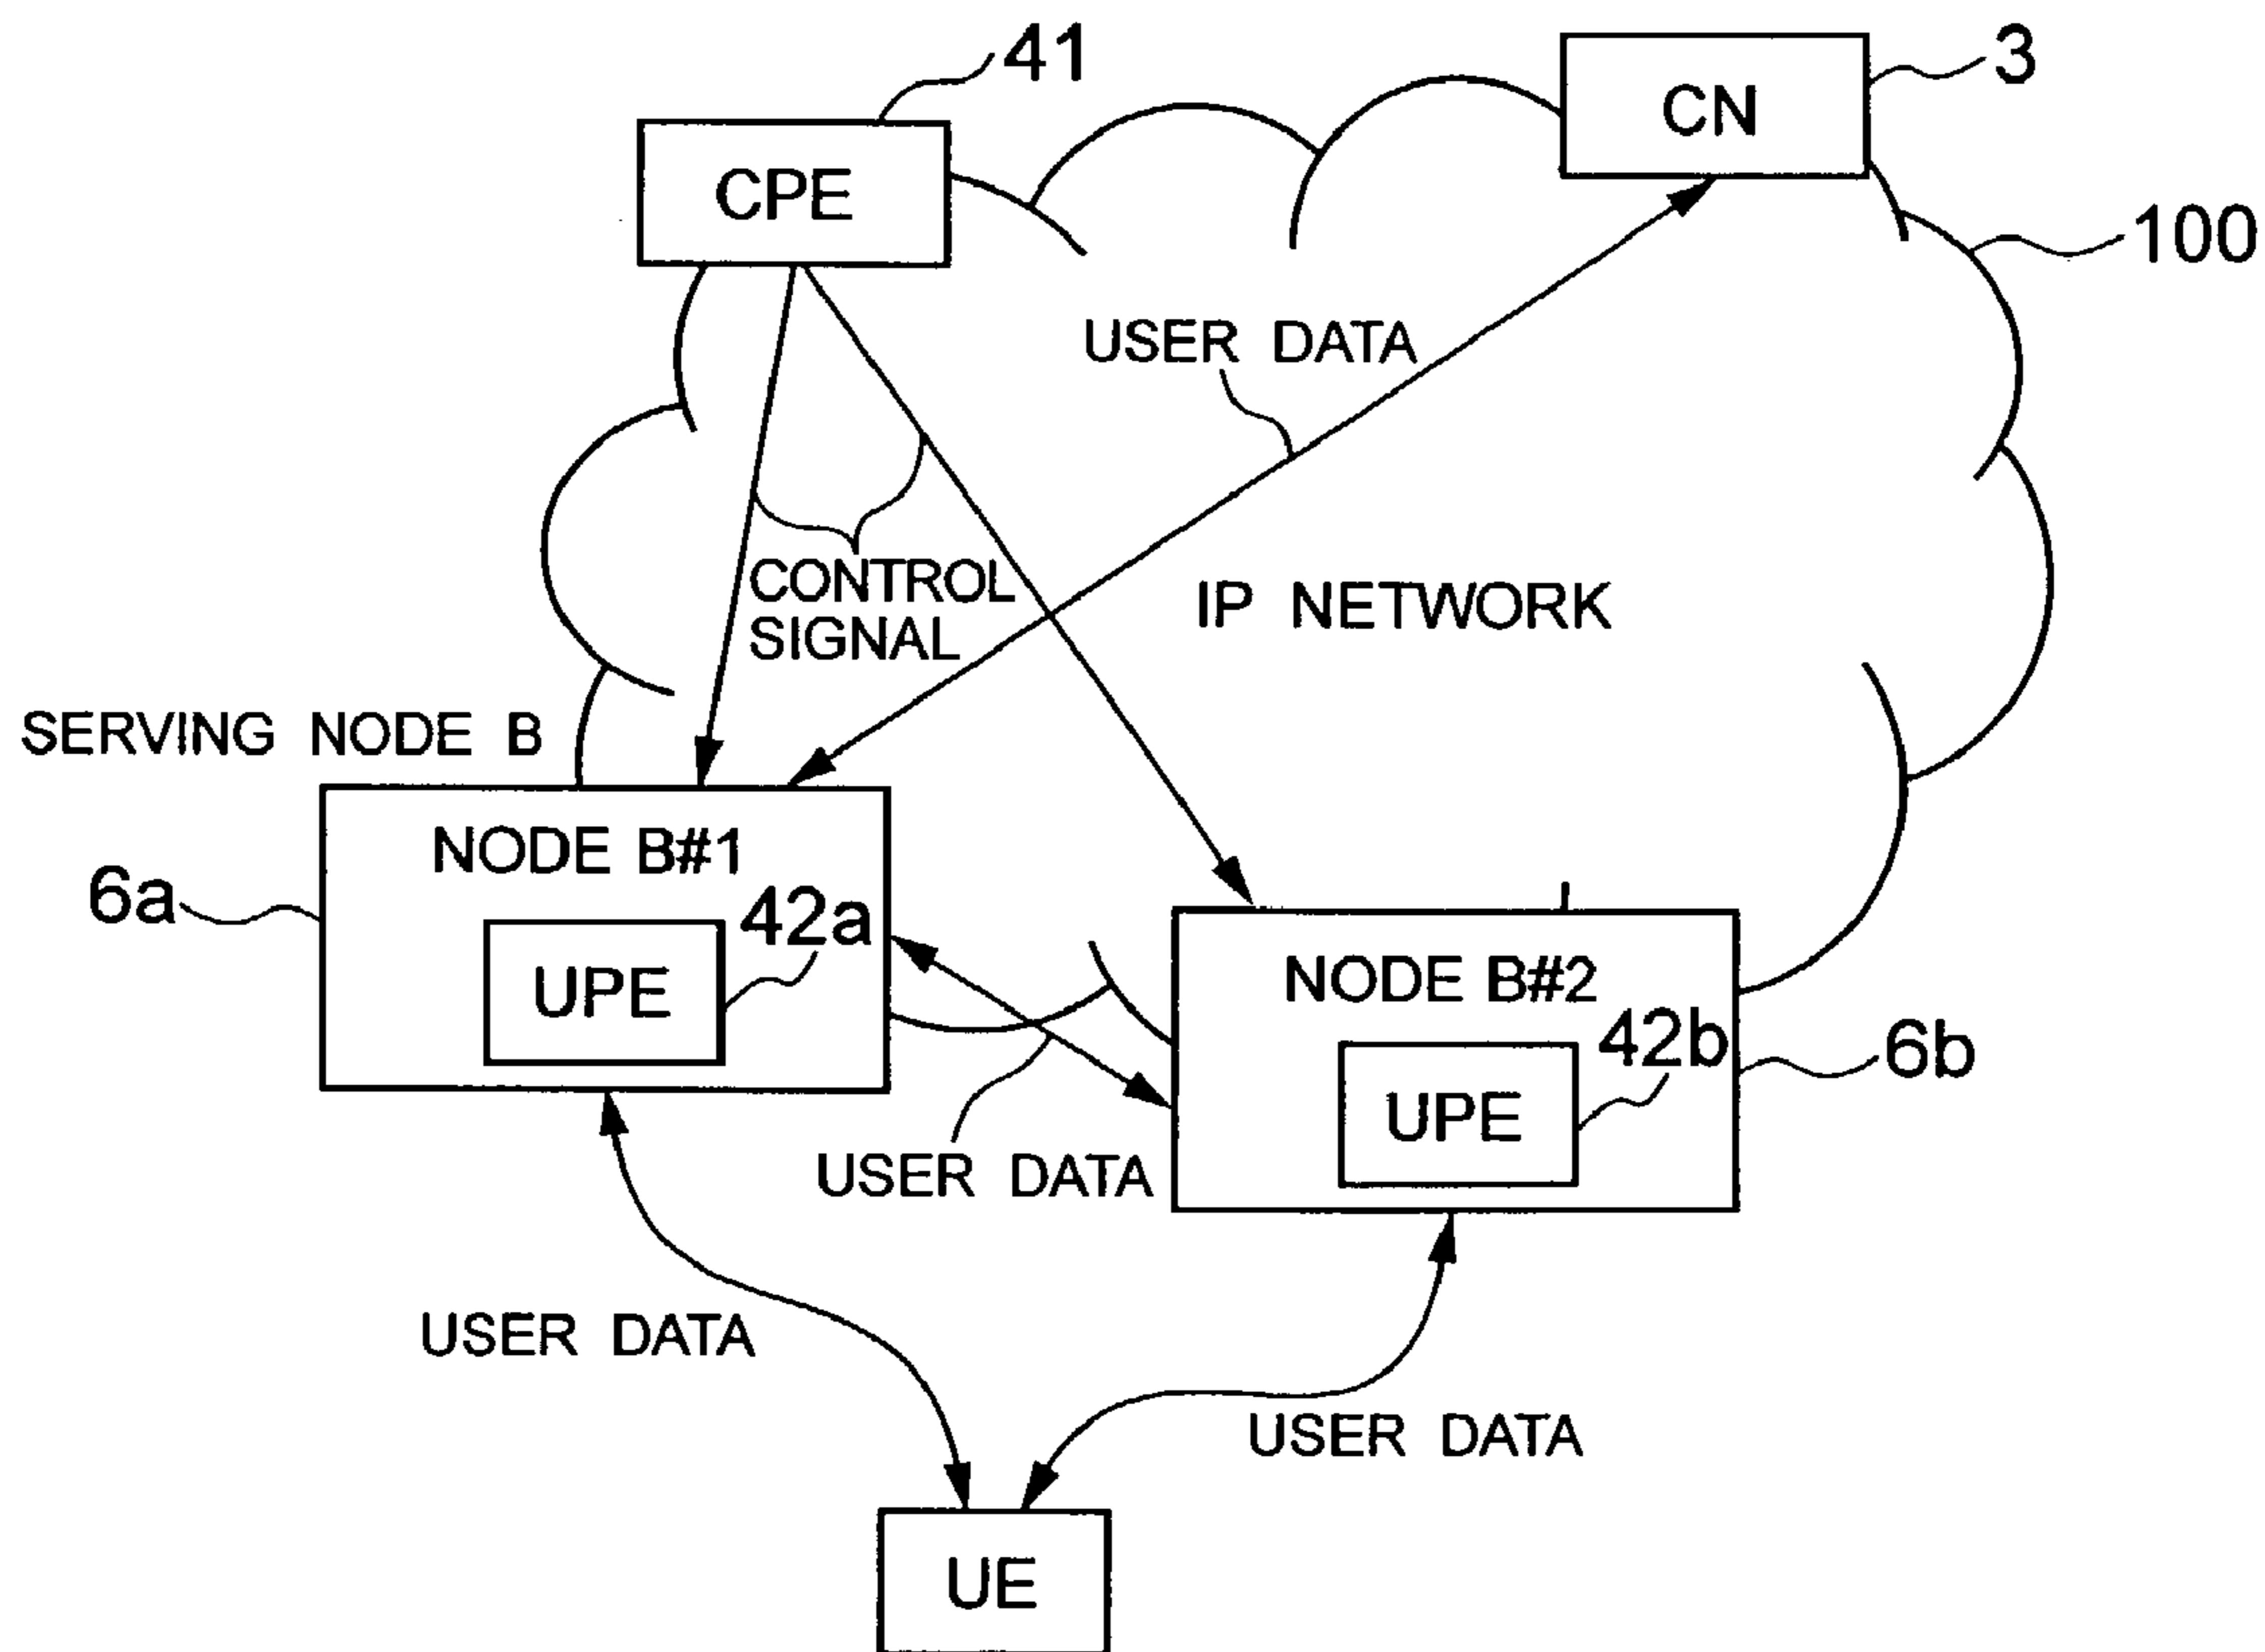 41
3
CN
CPE
100
USER DATA
CONTROL
SIGNAL
IP NETWORK
SERVING NODE B
NODE B#1
6a
42a
UPE
NODE B#2
42b
6b
UPE
USER DATA
USER DATA
USER DATA
UE